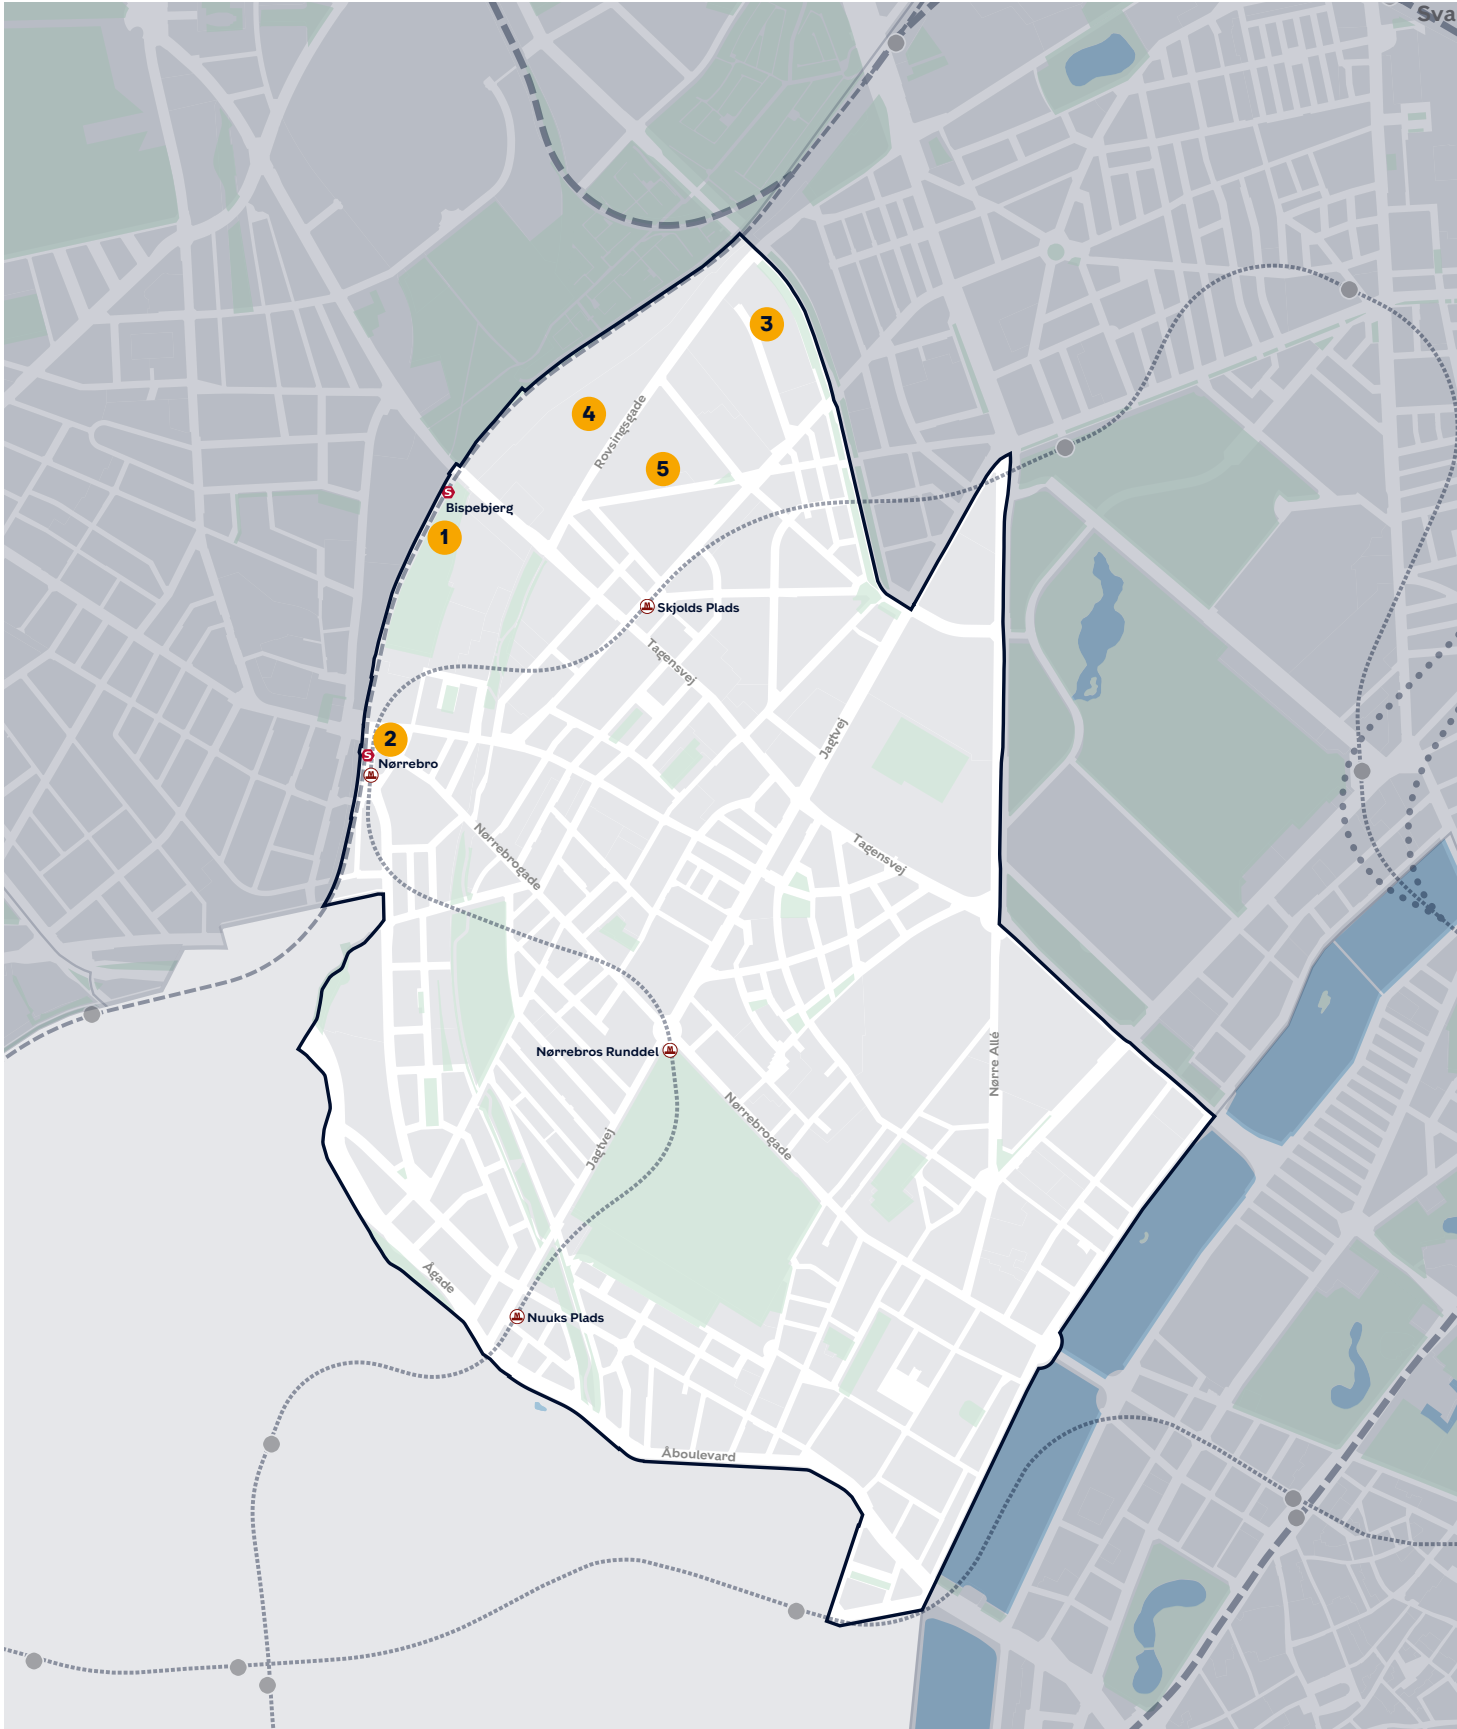 Sva
3
4
Rovsingsgade
5
S
Bispebjerg
1
M
Skjolds Plads
Tagensvej
2
S
Nørrebro
M
Jagtvej
Nørrebrogade
Tagensvej
Nørrebros Runddel
M
Nørre Allé
Nørrebrogade
Jagtvej
Ågade
M
Nuuks Plads
Åboulevard